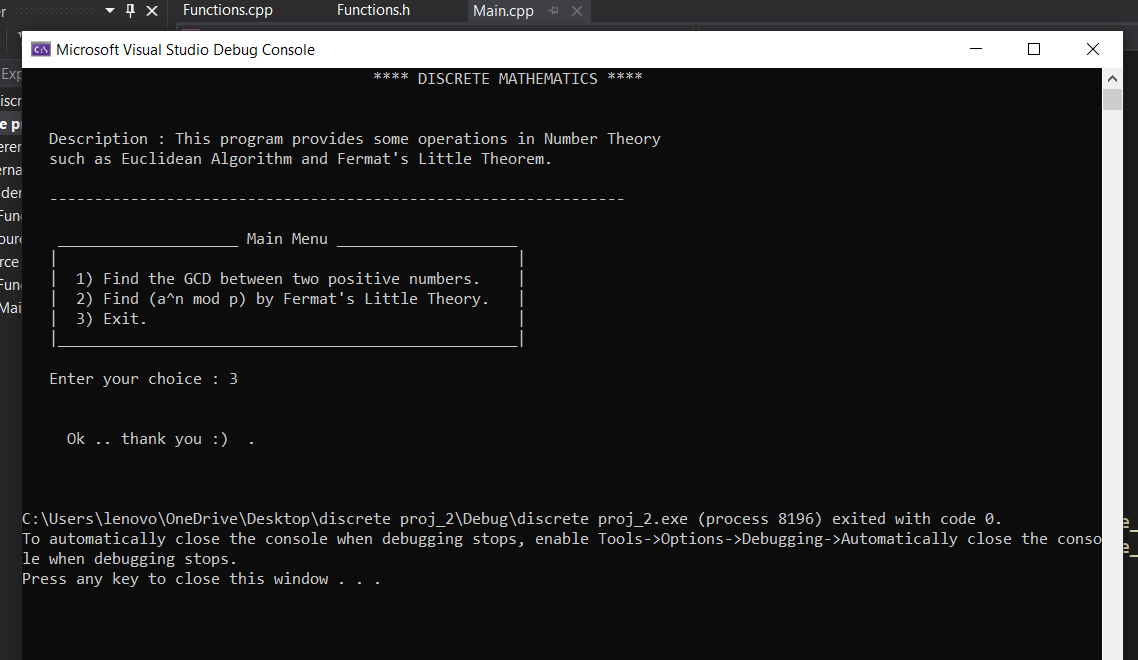 Functions.cpp Functions.h Main.cpp
Microsoft Visual Studio Debug Console
**** DISCRETE MATHEMATICS ****
Description : This program provides some operations in Number Theory
such as Euclidean Algorithm and Fermat's Little Theorem.
----------------------------------------------------------------
____________________ Main Menu ____________________
| |
| 1) Find the GCD between two positive numbers. |
| 2) Find (a^n mod p) by Fermat's Little Theory. |
| 3) Exit. |
|___________________________________________________|
Enter your choice : 3
Ok .. thank you :) .
C:\Users\lenovo\OneDrive\Desktop\discrete proj_2\Debug\discrete proj_2.exe (process 8196) exited with code 0.
To automatically close the console when debugging stops, enable Tools->Options->Debugging->Automatically close the conso
le when debugging stops.
Press any key to close this window . . .